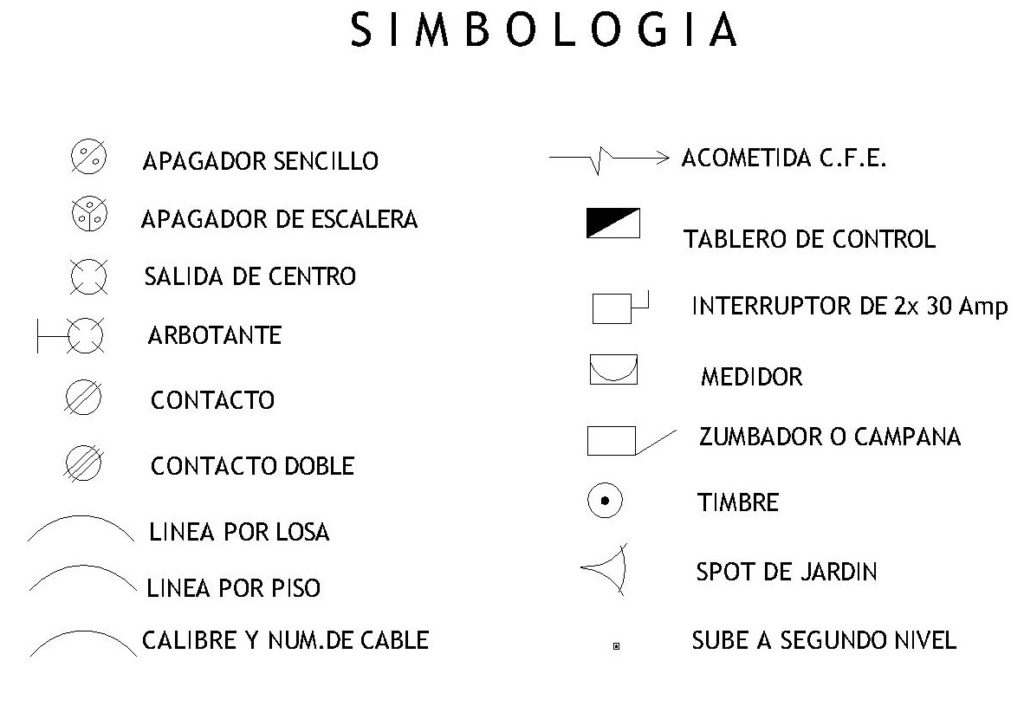 SIMBOLOGIA
APAGADOR SENCILLO
APAGADOR DE ESCALERA
SALIDA DE CENTRO
ARBOTANTE
CONTACTO
CONTACTO DOBLE
LINEA POR LOSA
LINEA POR PISO
CALIBRE Y NUM.DE CABLE
ACOMETIDA C.F.E.
TABLERO DE CONTROL
INTERRUPTOR DE 2x 30 Amp
MEDIDOR
ZUMBADOR O CAMPANA
TIMBRE
SPOT DE JARDIN
SUBE A SEGUNDO NIVEL